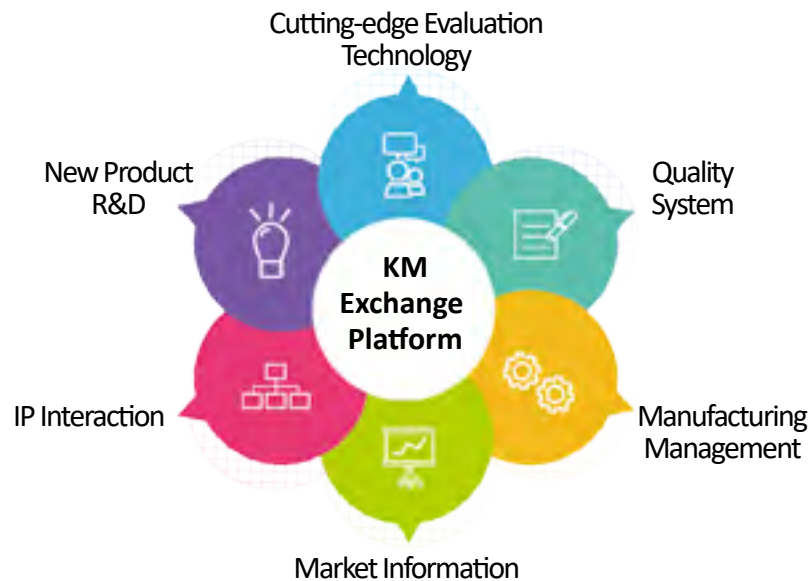 Cutting-edge Evaluation
Technology
New Product
R&D
Quality
System
KM
Exchange
Platform
IP Interaction
Manufacturing
Management
Market Information